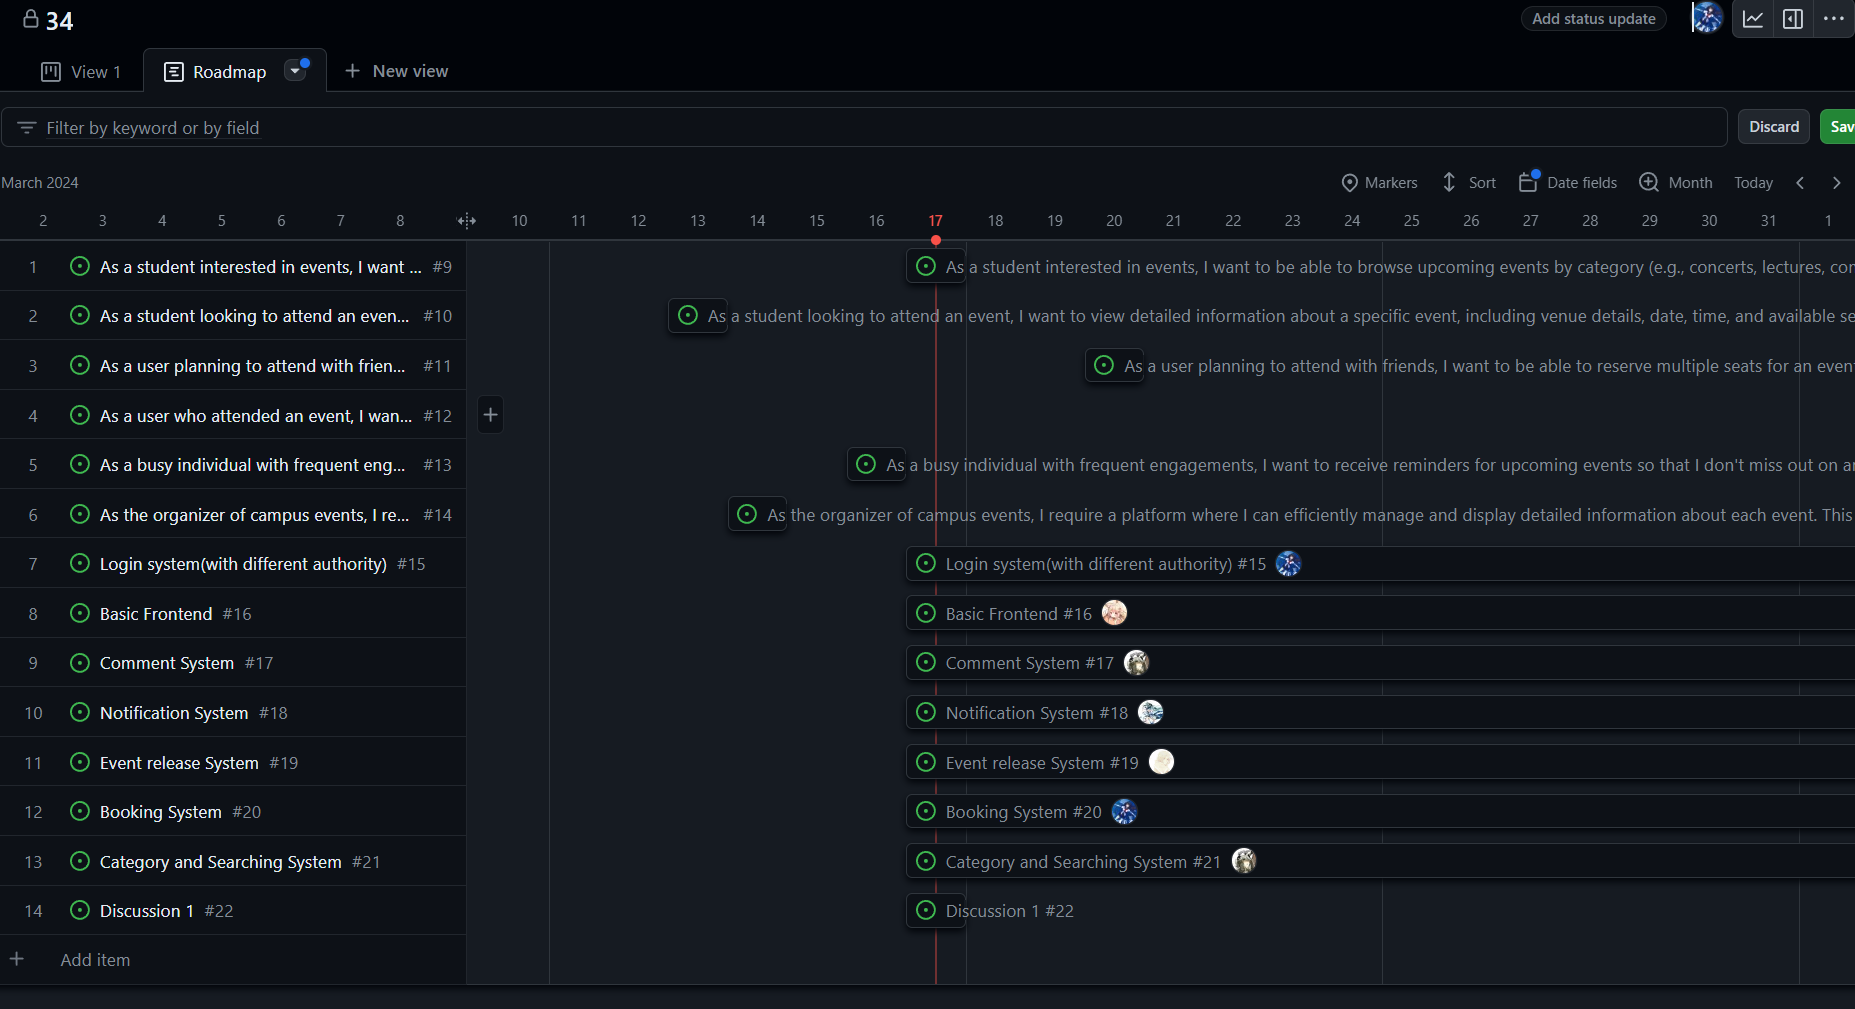 34
Add status update
View 1
Roadmap
New view
Filter by keyword or by field
Discard
Sav
March 2024
Markers
Sort
Date fields
Month
Today
2 3 4 5 6 7 8 10 11 12 13 14 15 16 17 18 19 20 21 22 23 24 25 26 27 28 29 30 31 1
1 As a student interested in events, I want ... #9
As a student interested in events, I want to be able to browse upcoming events by category (e.g., concerts, lectures, con
2 As a student looking to attend an even... #10
As a student looking to attend an event, I want to view detailed information about a specific event, including venue details, date, time, and available se
3 As a user planning to attend with frien... #11
As a user planning to attend with friends, I want to be able to reserve multiple seats for an even
4 As a user who attended an event, I wan... #12
5 As a busy individual with frequent eng... #13
As a busy individual with frequent engagements, I want to receive reminders for upcoming events so that I don't miss out on an
6 As the organizer of campus events, I re... #14
As the organizer of campus events, I require a platform where I can efficiently manage and display detailed information about each event. This
7 Login system(with different authority) #15
Login system(with different authority) #15
8 Basic Frontend #16
Basic Frontend #16
9 Comment System #17
Comment System #17
10 Notification System #18
Notification System #18
11 Event release System #19
Event release System #19
12 Booking System #20
Booking System #20
13 Category and Searching System #21
Category and Searching System #21
14 Discussion 1 #22
Discussion 1 #22
Add item